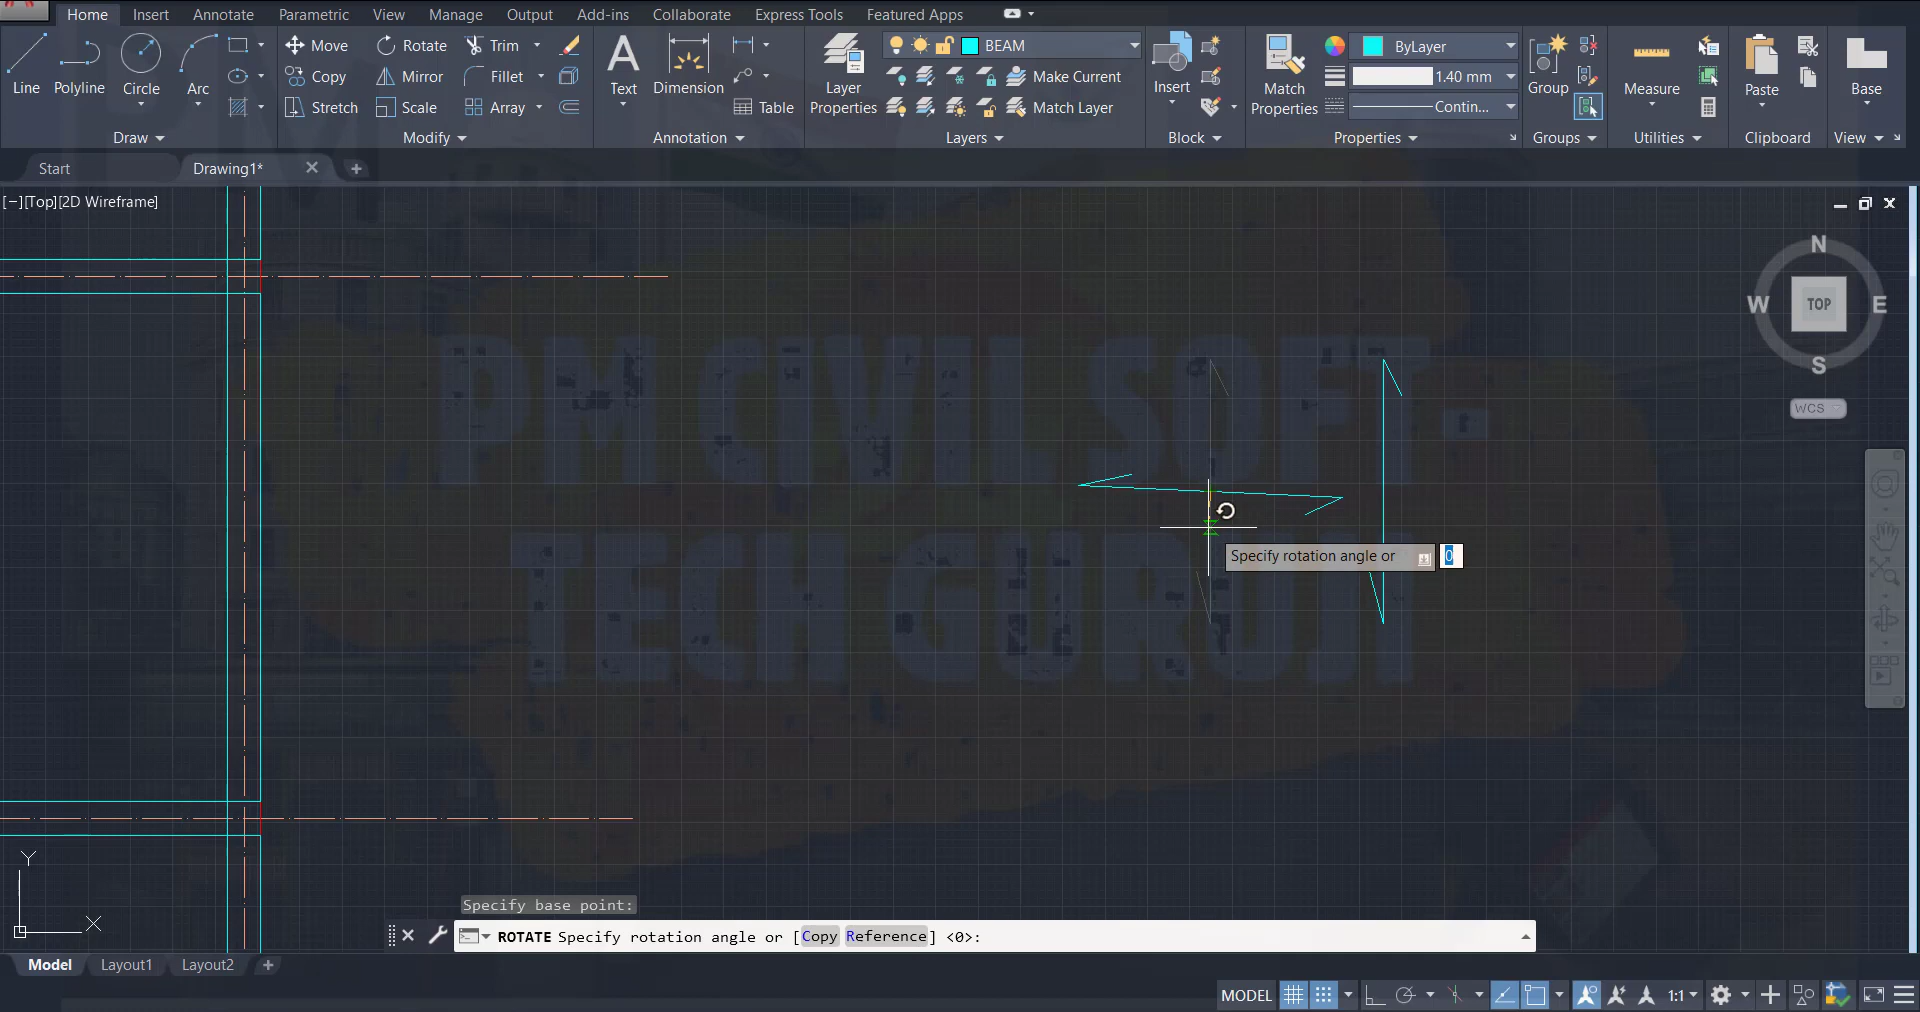 Home Insert Annotate Parametric View Manage Output Add-ins Collaborate Express Tools Featured Apps
Line Polyline Circle Arc
Move Rotate Trim
Copy Mirror Fillet
Stretch Scale Array
Text Dimension Table
Layer Properties
BEAM
Make Current
Match Layer
Insert
Match Properties
ByLayer
1.40 mm
Contin...
Group
Measure
Paste
Base
Draw Modify Annotation Layers Block Properties Groups Utilities Clipboard View
Start Drawing1*
[−][Top][2D Wireframe]
N
W TOP E
S
WCS
PM CIVIL SOFT-
TECH GURUJI
Specify rotation angle or 0
Y
X
Specify base point:
ROTATE Specify rotation angle or [Copy Reference] <0>:
Model Layout1 Layout2
MODEL 1:1